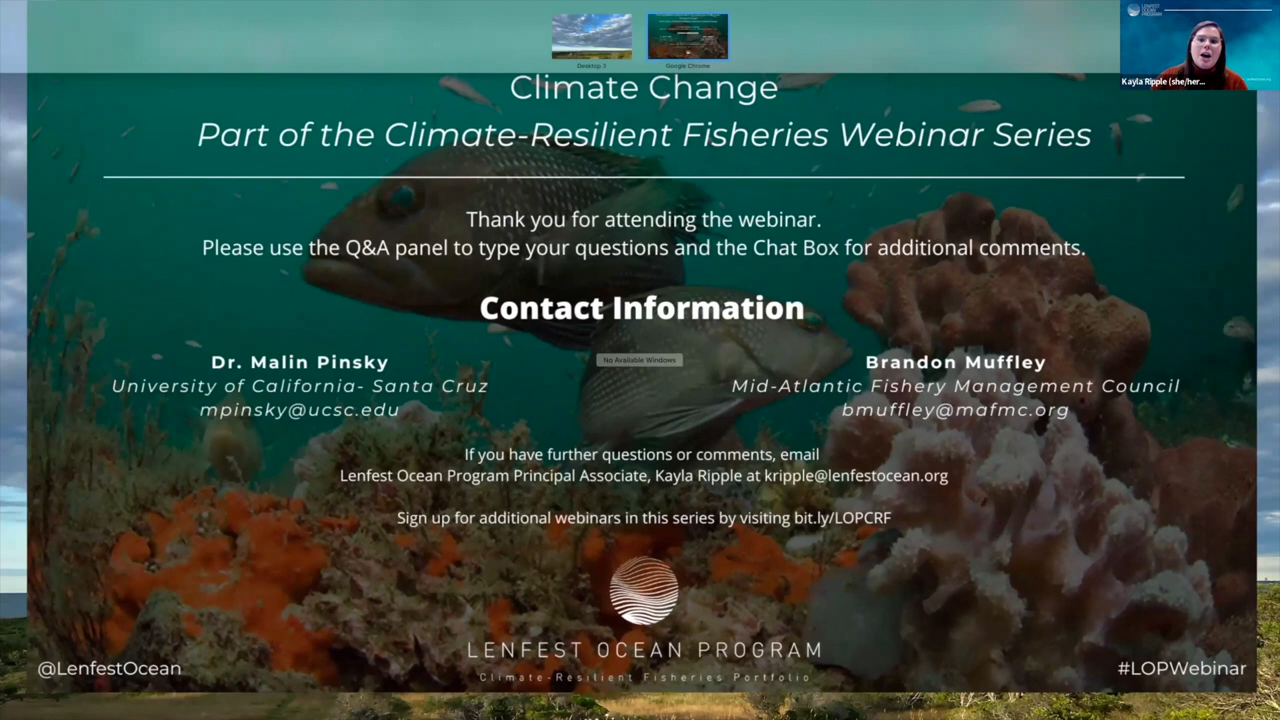 Desktop 3
Google Chrome
LENFEST
OCEAN
PROGRAM
Kayla Ripple (she/her...
Climate Change
Part of the Climate-Resilient Fisheries Webinar Series
Thank you for attending the webinar.
Please use the Q&A panel to type your questions and the Chat Box for additional comments.
Contact Information
No Available Windows
Dr. Malin Pinsky
University of California- Santa Cruz
mpinsky@ucsc.edu
Brandon Muffley
Mid-Atlantic Fishery Management Council
bmuffley@mafmc.org
If you have further questions or comments, email
Lenfest Ocean Program Principal Associate, Kayla Ripple at kripple@lenfestocean.org
Sign up for additional webinars in this series by visiting bit.ly/LOPCRF
LENFEST OCEAN PROGRAM
Climate-Resilient Fisheries Portfolio
@LenfestOcean
#LOPWebinar